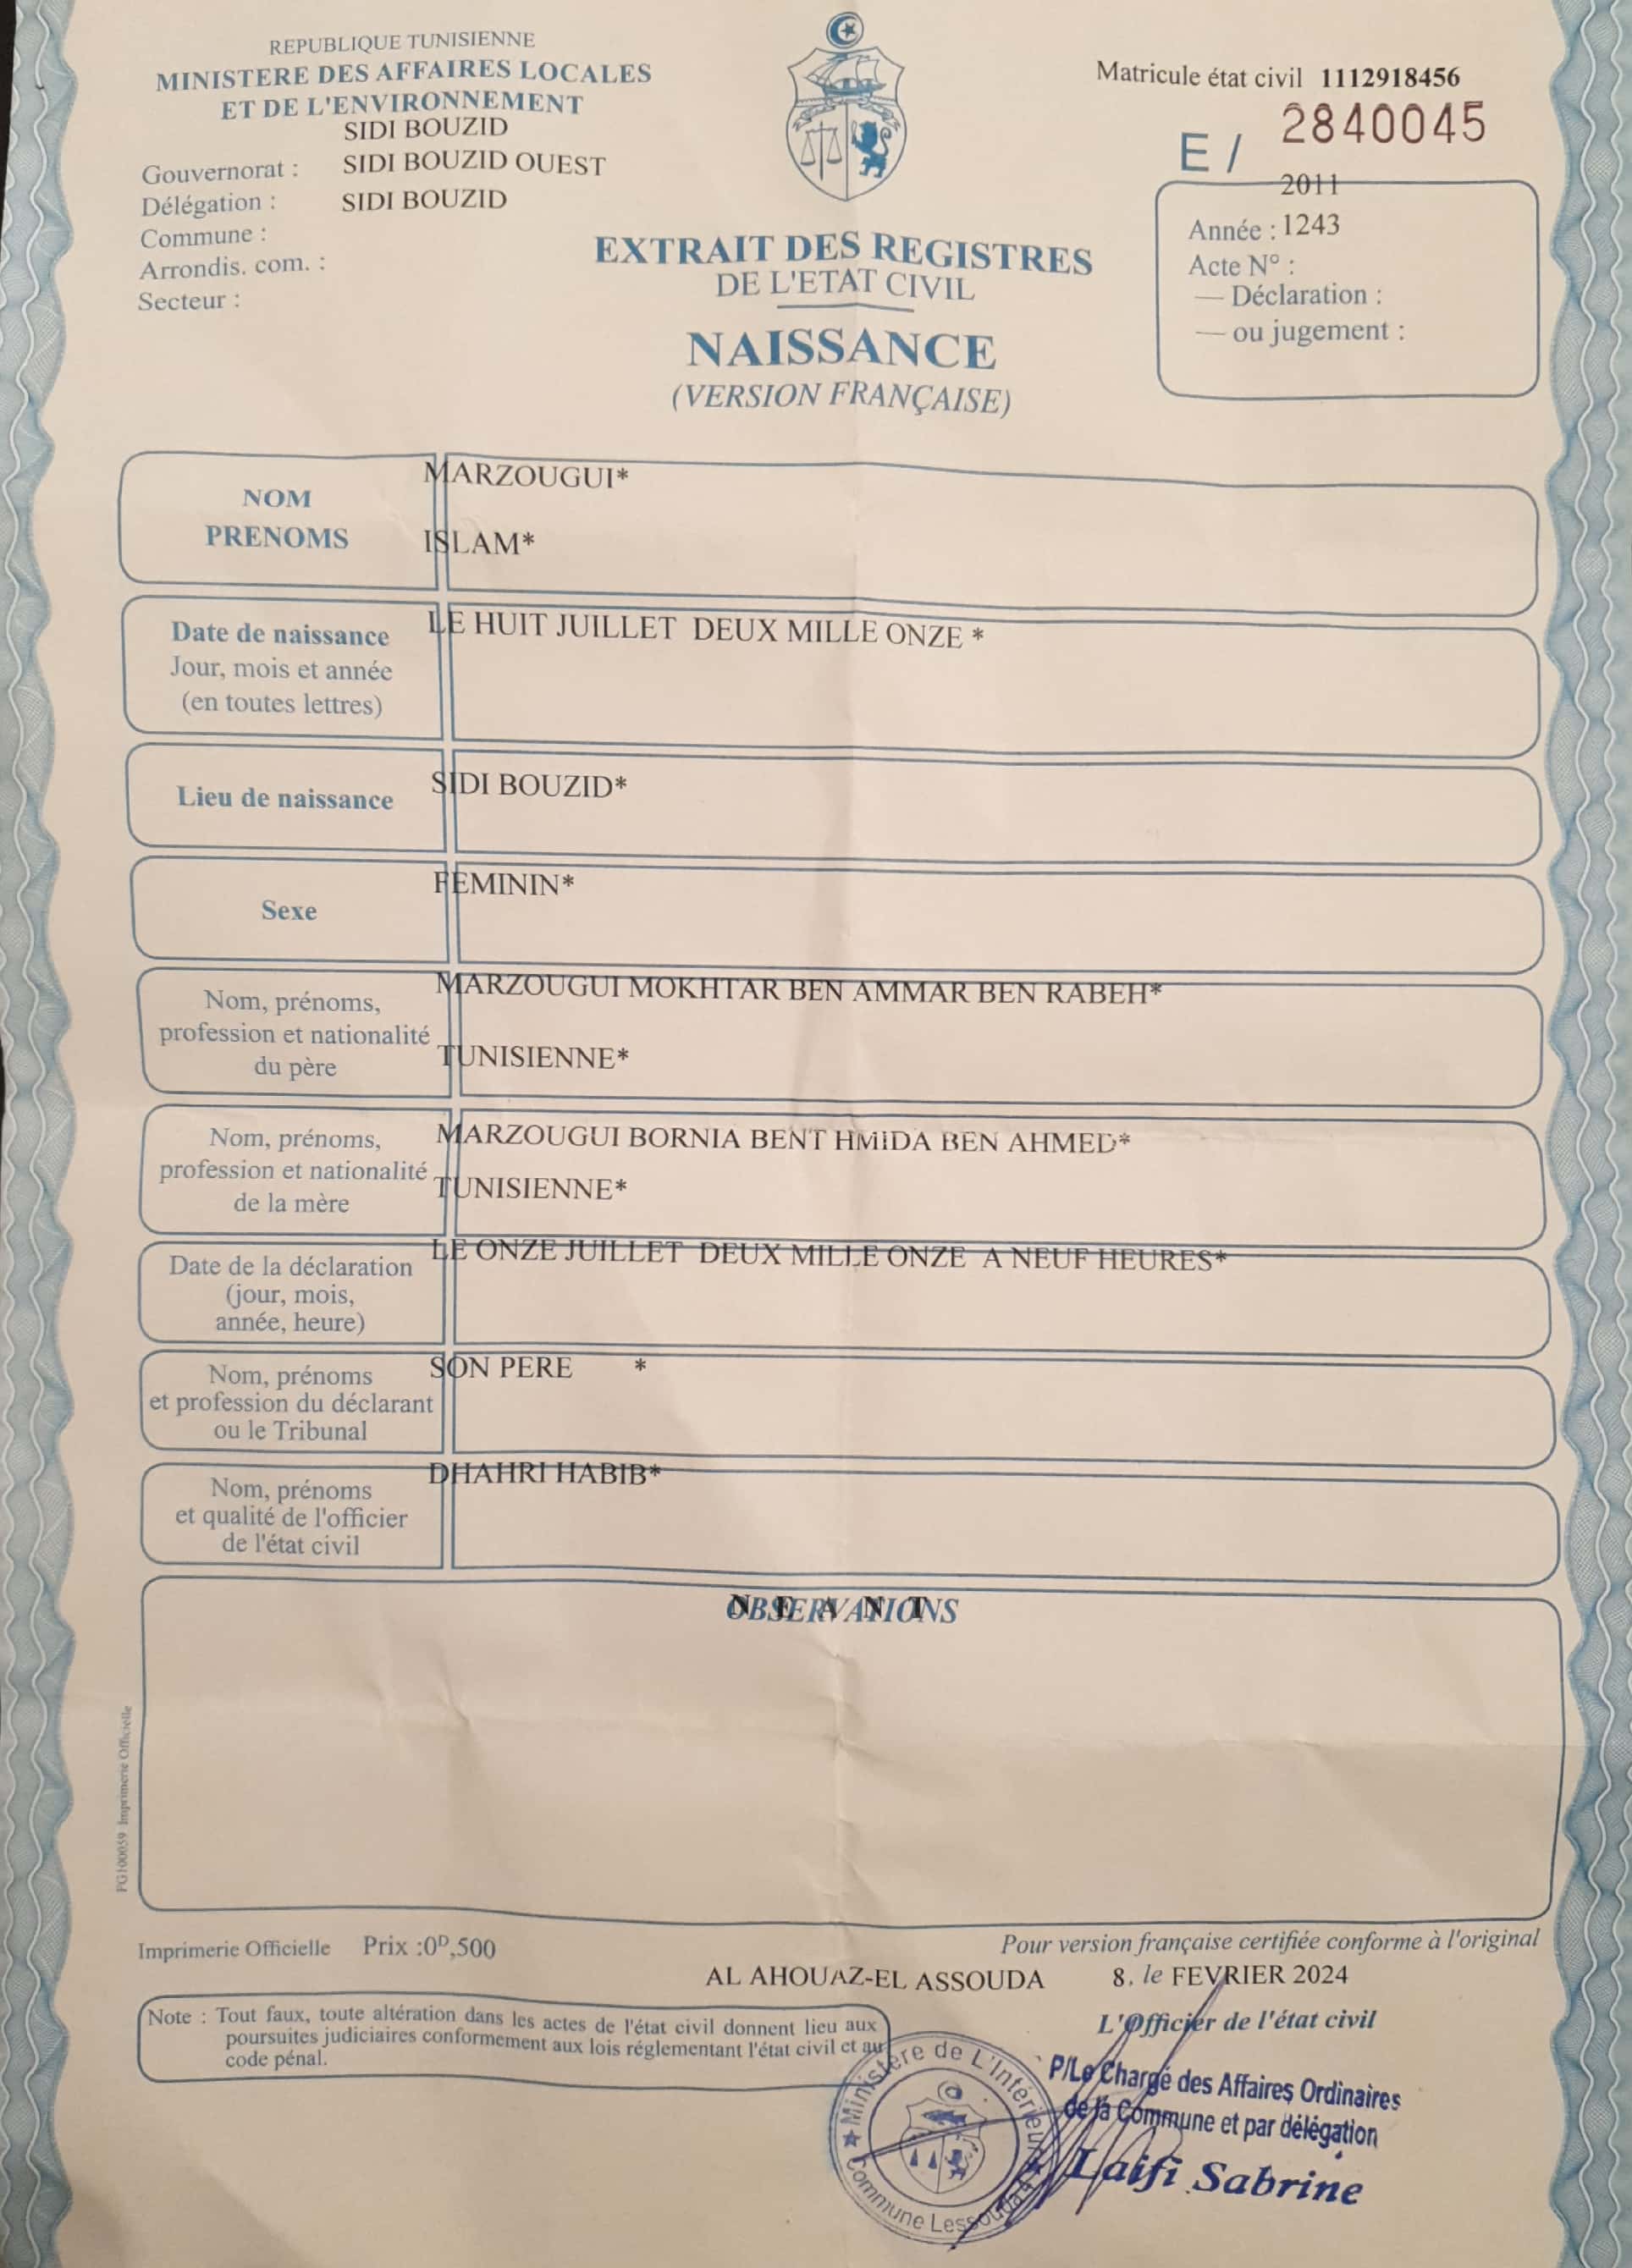 REPUBLIQUE TUNISIENNE
MINISTERE DES AFFAIRES LOCALES
ET DE L'ENVIRONNEMENT
SIDI BOUZID
Gouvernorat : SIDI BOUZID OUEST
Délégation : SIDI BOUZID
Commune :
Arrondis. com. :
Secteur :
Matricule état civil 1112918456
E / 2840045
2011
Année : 1243
Acte N° :
— Déclaration :
— ou jugement :
EXTRAIT DES REGISTRES
DE L'ETAT CIVIL
NAISSANCE
(VERSION FRANÇAISE)
NOM MARZOUGUI*
PRENOMS ISLAM*
Date de naissance LE HUIT JUILLET DEUX MILLE ONZE *
Jour, mois et année
(en toutes lettres)
Lieu de naissance SIDI BOUZID*
Sexe FEMININ*
MARZOUGUI MOKHTAR BEN AMMAR BEN RABEH*
Nom, prénoms,
profession et nationalité
du père TUNISIENNE*
Nom, prénoms, MARZOUGUI BORNIA BENT HMIDA BEN AHMED*
profession et nationalité
de la mère TUNISIENNE*
Date de la déclaration LE ONZE JUILLET DEUX MILLE ONZE A NEUF HEURES*
(jour, mois,
année, heure)
Nom, prénoms SON PERE *
et profession du déclarant
ou le Tribunal
DHAHRI HABIB*
Nom, prénoms
et qualité de l'officier
de l'état civil
OBSERVATIONS
N E A N T
FG100059 Imprimerie Officielle
Imprimerie Officielle Prix :0ᴰ,500
Pour version française certifiée conforme à l'original
AL AHOUAZ-EL ASSOUDA 8, le FEVRIER 2024
L'Officier de l'état civil
Note : Tout faux, toute altération dans les actes de l'état civil donnent lieu aux
poursuites judiciaires conformement aux lois réglementant l'état civil et au
code pénal.
Ministère de L'Intérieur
Commune Lessouda
P/Le Chargé des Affaires Ordinaires
de la Commune et par délégation
Laifi Sabrine